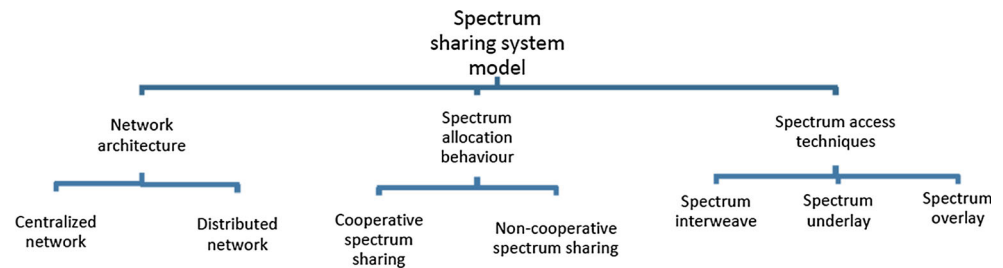 Spectrum
sharing system
model
Network
architecture
Spectrum
allocation
behaviour
Spectrum access
techniques
Centralized
network
Distributed
network
Cooperative
spectrum
sharing
Non-cooperative
spectrum sharing
Spectrum
interweave
Spectrum
underlay
Spectrum
overlay